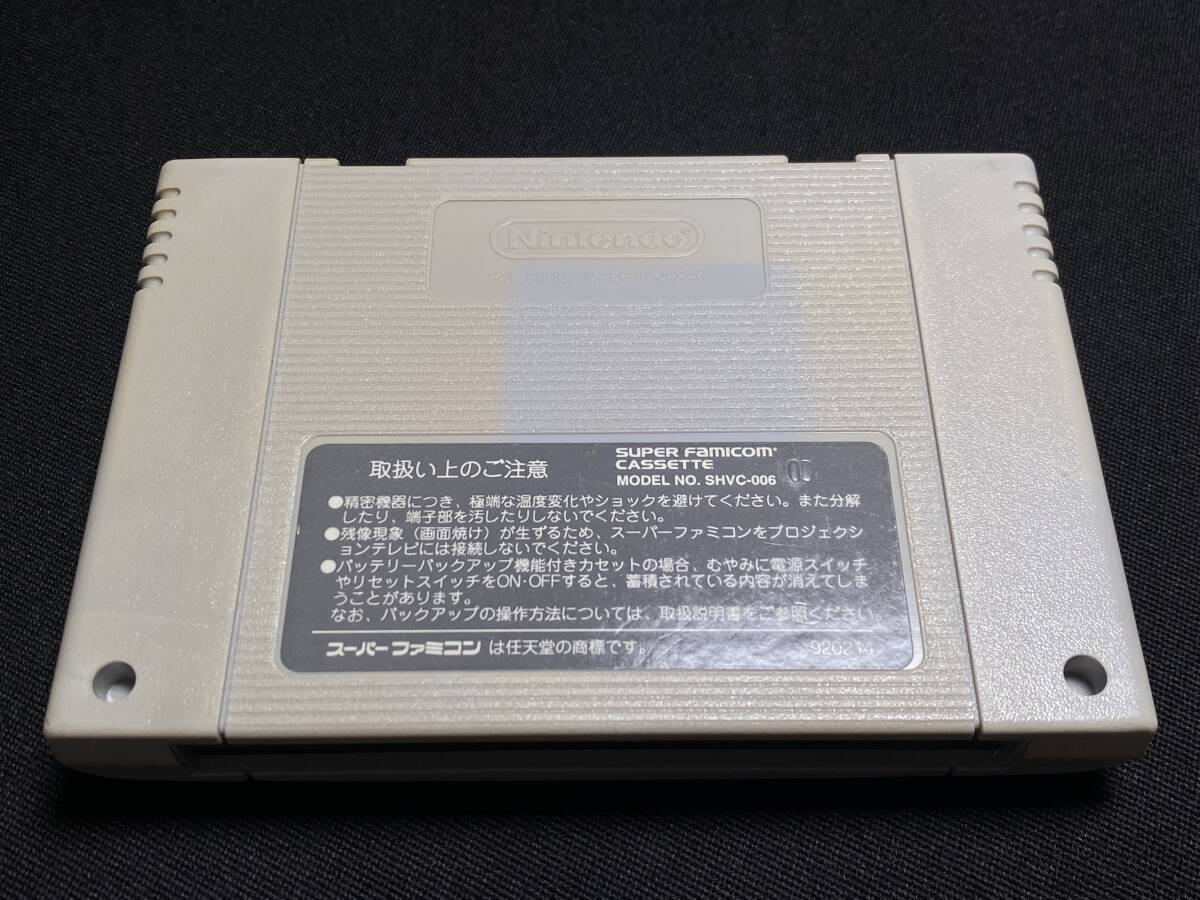 Nintendo
MADE IN JAPAN
取扱い上のご注意
SUPER FAMICOM
CASSETTE
MODEL NO. SHVC-006
00
●精密機器につき、極端な温度変化やショックを避けてください。また分解
したり、端子部を汚したりしないでください。
●残像現象（画面焼け）が生ずるため、スーパーファミコンをプロジェクシ
ョンテレビには接続しないでください。
●バッテリーバックアップ機能付きカセットの場合、むやみに電源スイッチ
やリセットスイッチをON・OFFすると、蓄積されている内容が消えてしま
うことがあります。
なお、バックアップの操作方法については、取扱説明書をご参照ください。
スーパーファミコン は任天堂の商標です。
920214